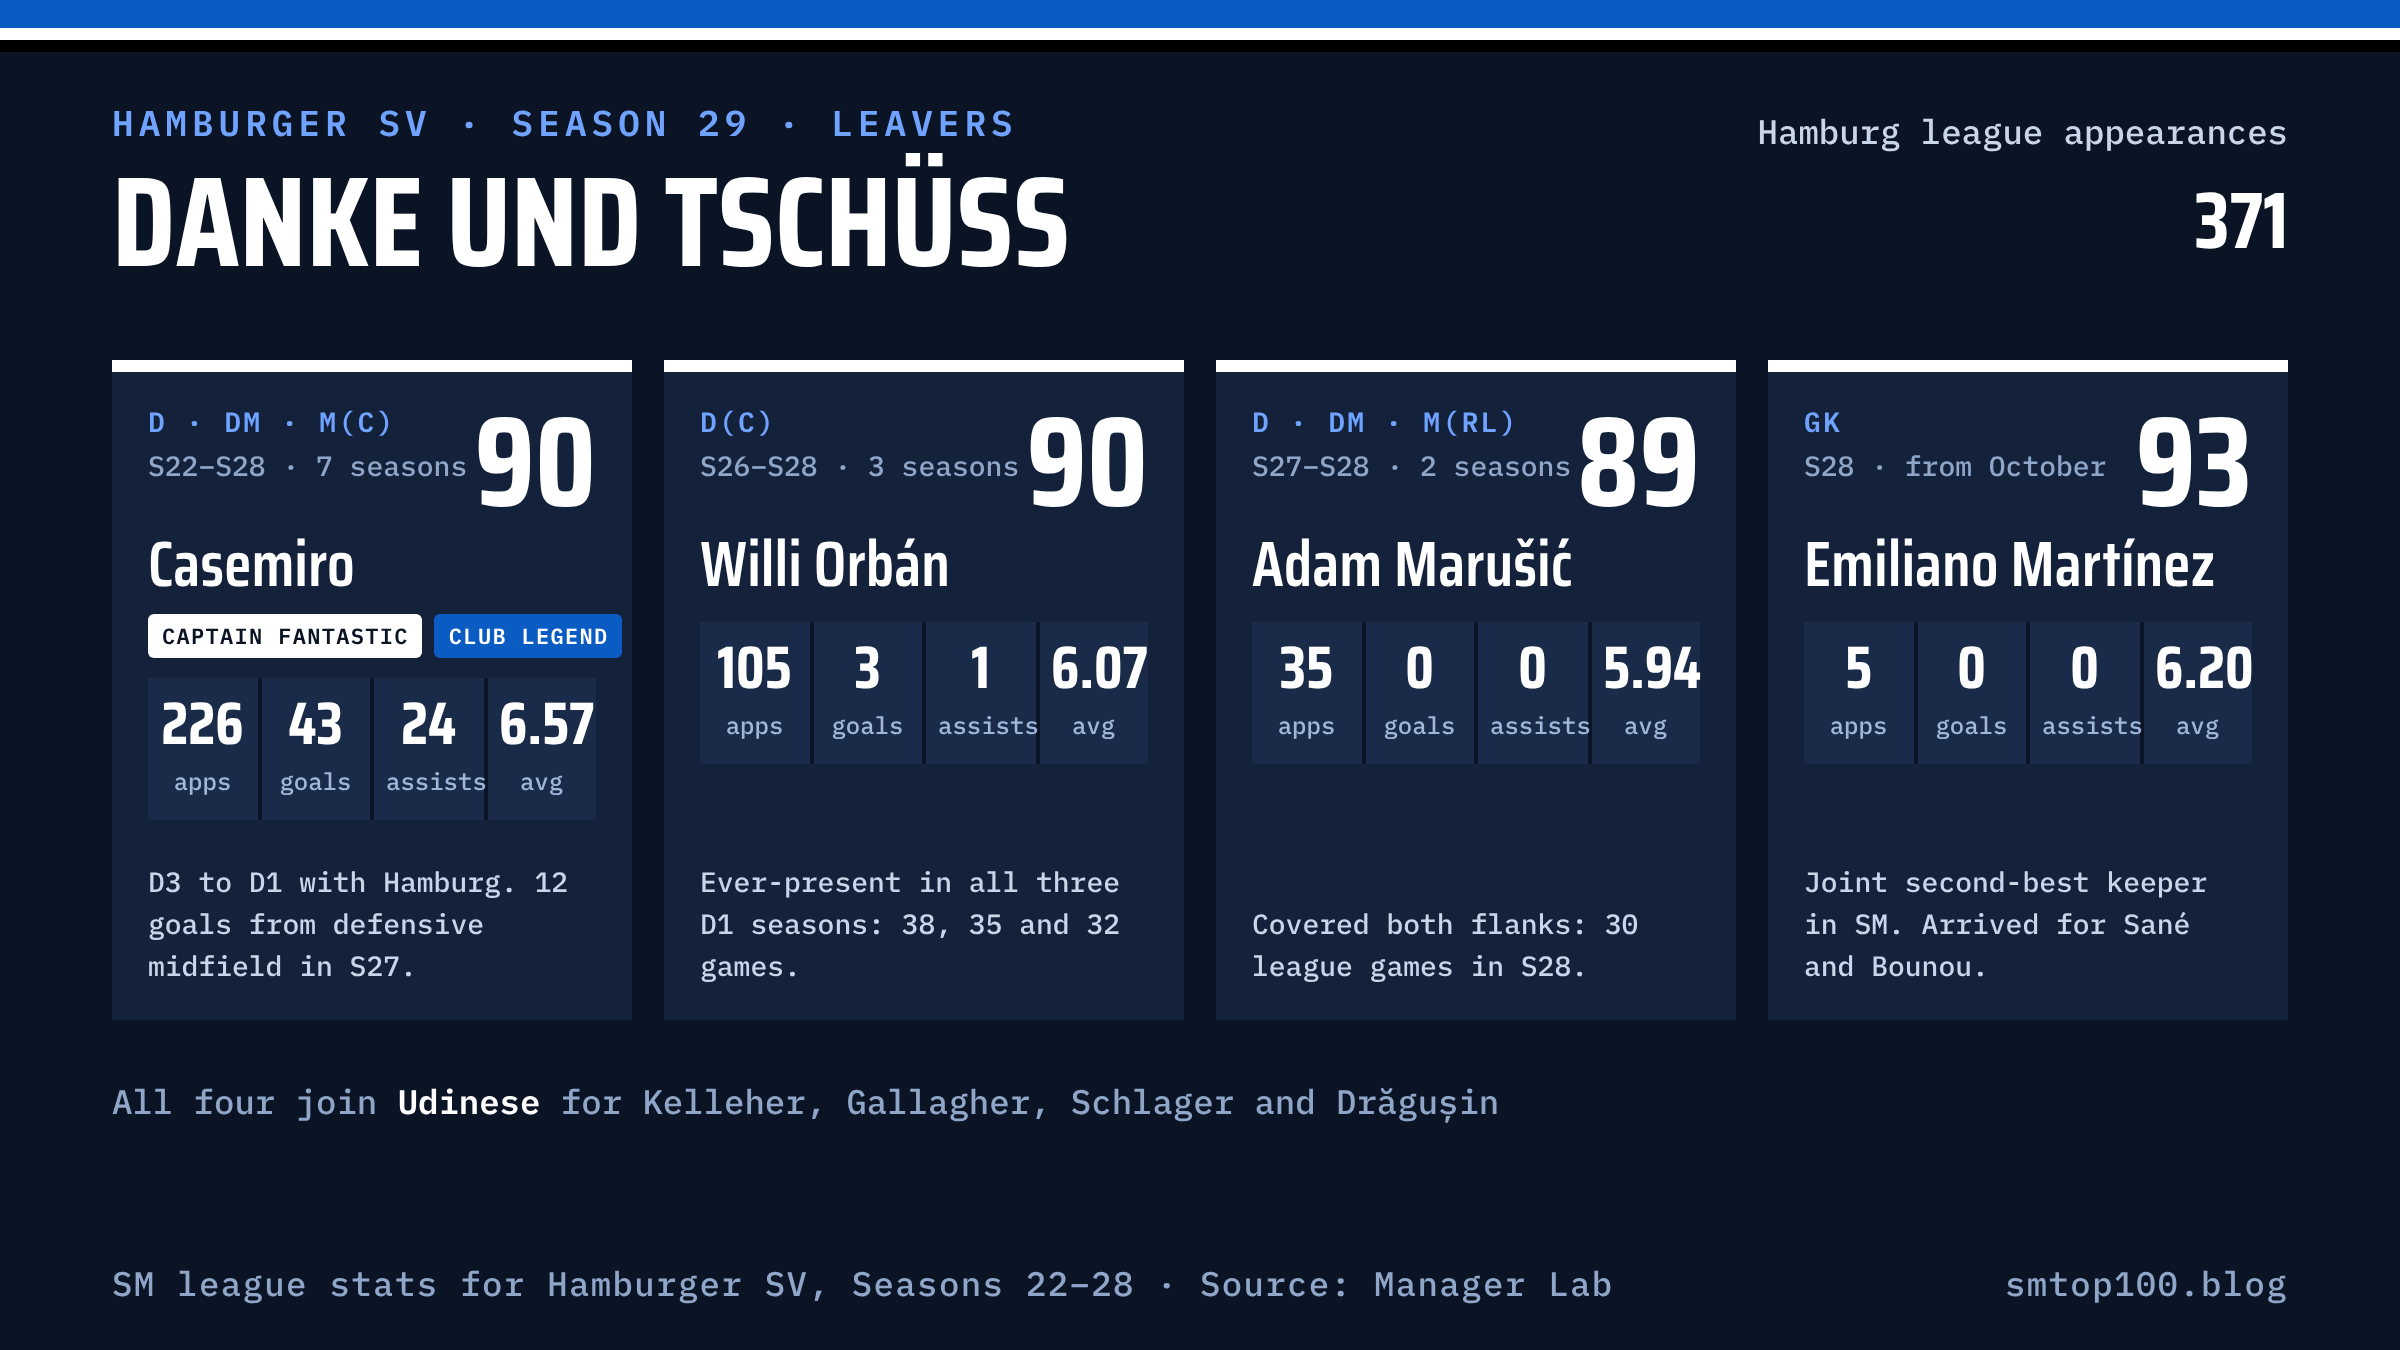 HAMBURGER SV · SEASON 29 · LEAVERS
DANKE UND TSCHÜSS
Hamburg league appearances
371
D · DM · M(C)
S22–S28 · 7 seasons
90
Casemiro
CAPTAIN FANTASTIC
CLUB LEGEND
226 43 24 6.57
apps goals assists avg
D3 to D1 with Hamburg. 12
goals from defensive
midfield in S27.
D(C)
S26–S28 · 3 seasons
90
Willi Orbán
105 3 1 6.07
apps goals assists avg
Ever-present in all three
D1 seasons: 38, 35 and 32
games.
D · DM · M(RL)
S27–S28 · 2 seasons
89
Adam Marušić
35 0 0 5.94
apps goals assists avg
Covered both flanks: 30
league games in S28.
GK
S28 · from October
93
Emiliano Martínez
5 0 0 6.20
apps goals assists avg
Joint second-best keeper
in SM. Arrived for Sané
and Bounou.
All four join Udinese for Kelleher, Gallagher, Schlager and Drăgușin
SM league stats for Hamburger SV, Seasons 22–28 · Source: Manager Lab
smtop100.blog